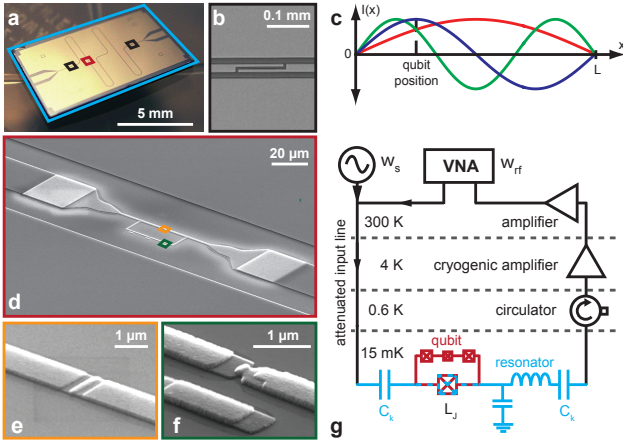 a
5 mm
b
0.1 mm
c
I(x)
x
0
qubit
position
L
d
20 µm
e
1 µm
f
1 µm
g
attenuated input line
w_s
VNA
w_rf
300 K
amplifier
4 K
cryogenic amplifier
0.6 K
circulator
15 mK
qubit
resonator
C_k
L_J
C_k